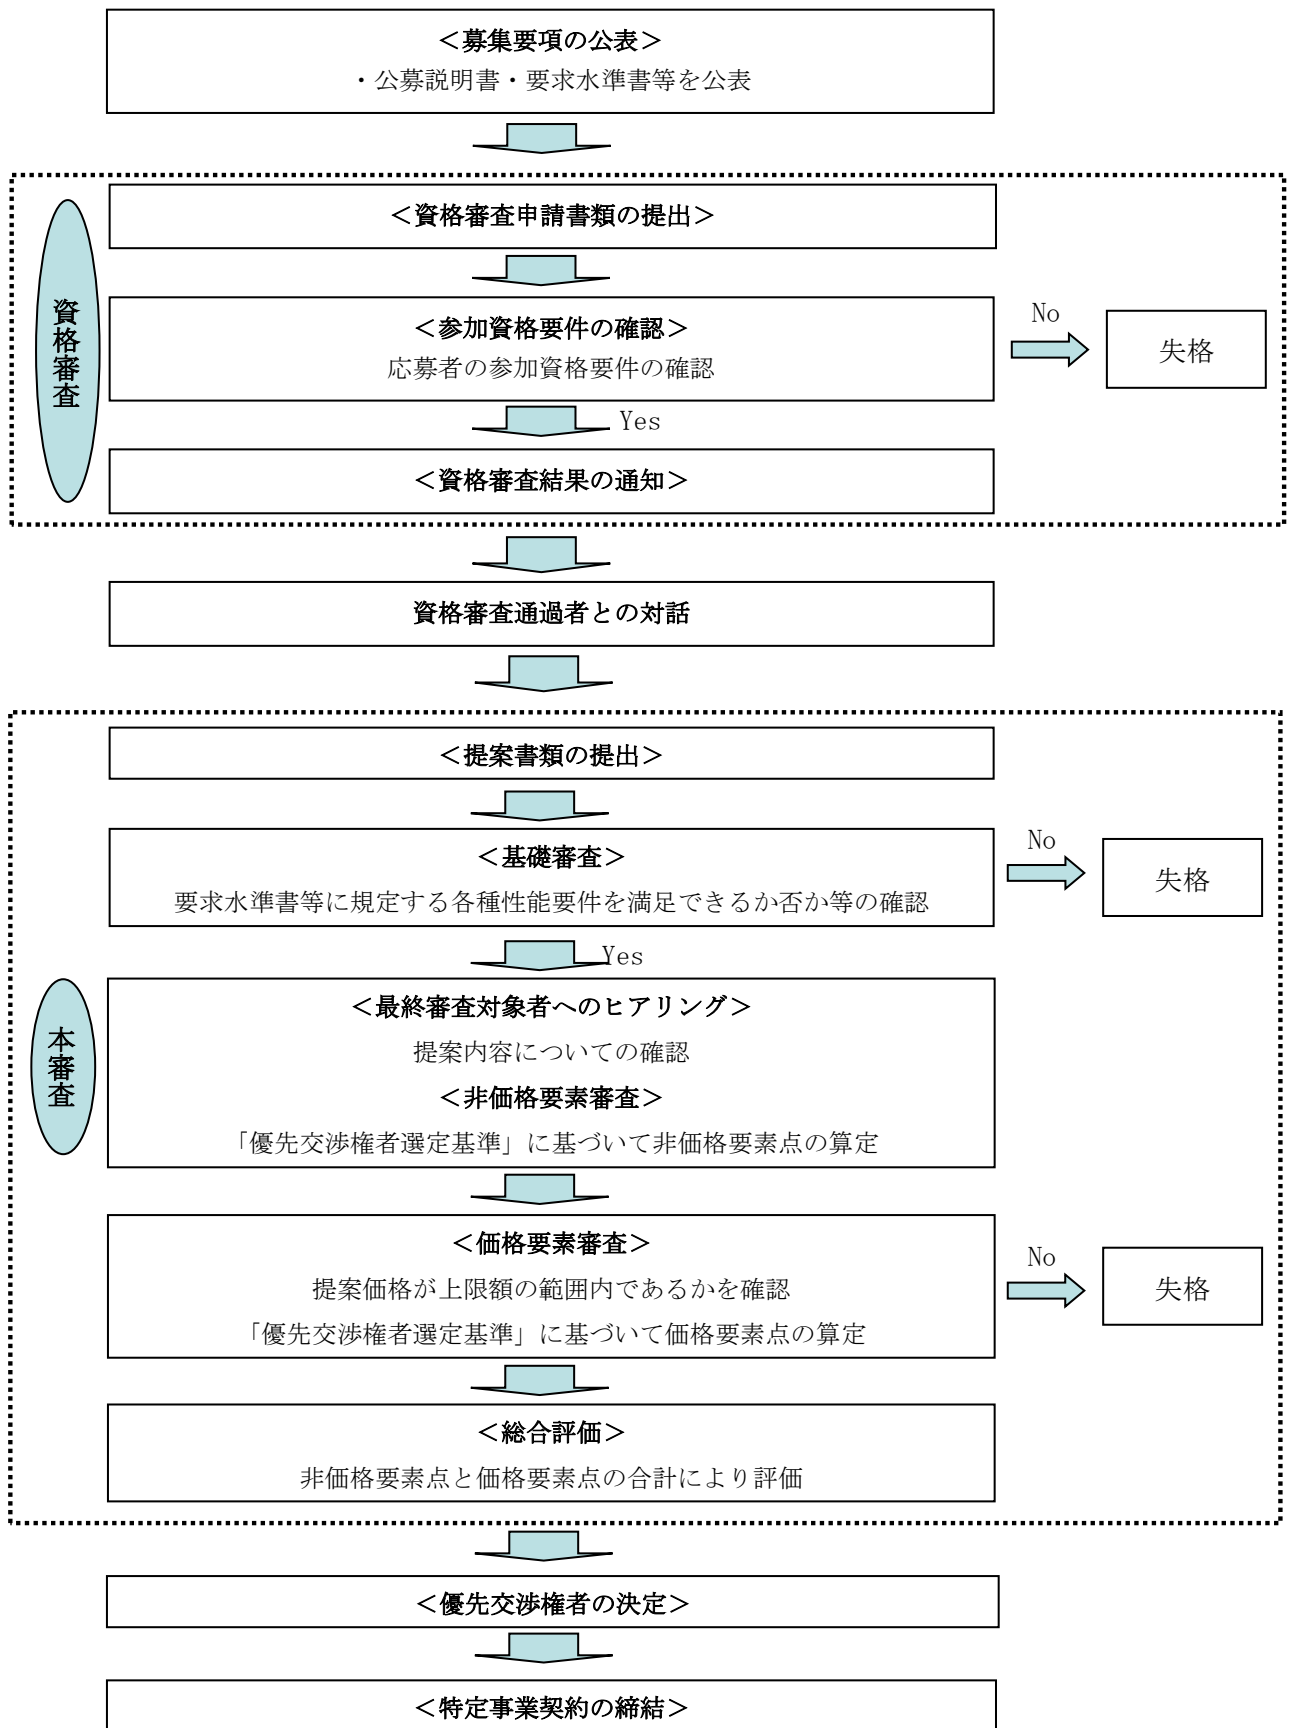 ＜募集要項の公表＞
・公募説明書・要求水準書等を公表
資格審査
＜資格審査申請書類の提出＞
＜参加資格要件の確認＞
応募者の参加資格要件の確認
No
失格
Yes
＜資格審査結果の通知＞
資格審査通過者との対話
本審査
＜提案書類の提出＞
＜基礎審査＞
要求水準書等に規定する各種性能要件を満足できるか否か等の確認
No
失格
Yes
＜最終審査対象者へのヒアリング＞
提案内容についての確認
＜非価格要素審査＞
「優先交渉権者選定基準」に基づいて非価格要素点の算定
＜価格要素審査＞
提案価格が上限額の範囲内であるかを確認
「優先交渉権者選定基準」に基づいて価格要素点の算定
No
失格
＜総合評価＞
非価格要素点と価格要素点の合計により評価
＜優先交渉権者の決定＞
＜特定事業契約の締結＞